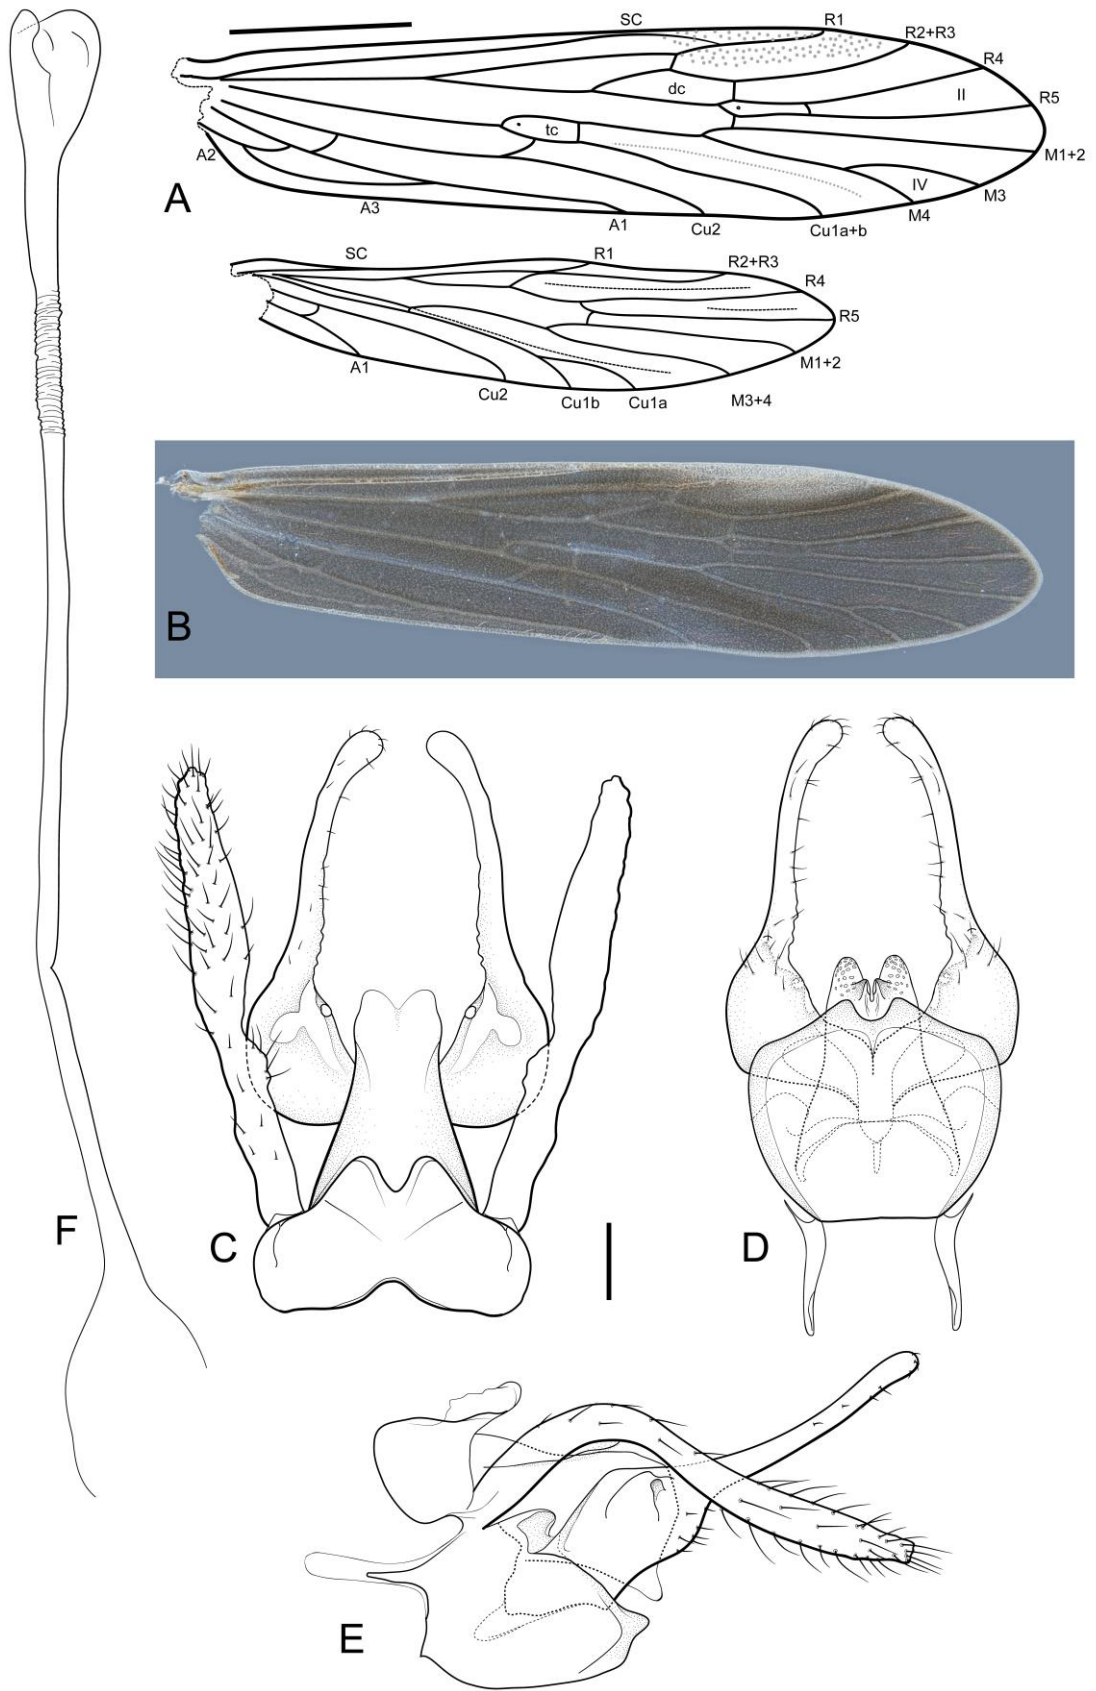 SC
R1
R2+R3
R4
dc
II
R5
tc
A2
M1+2
A
IV
M3
A3
M4
A1
Cu2
Cu1a+b
SC
R1
R2+R3
R4
R5
A1
M1+2
Cu2
Cu1b
Cu1a
M3+4
B
F
C
D
E